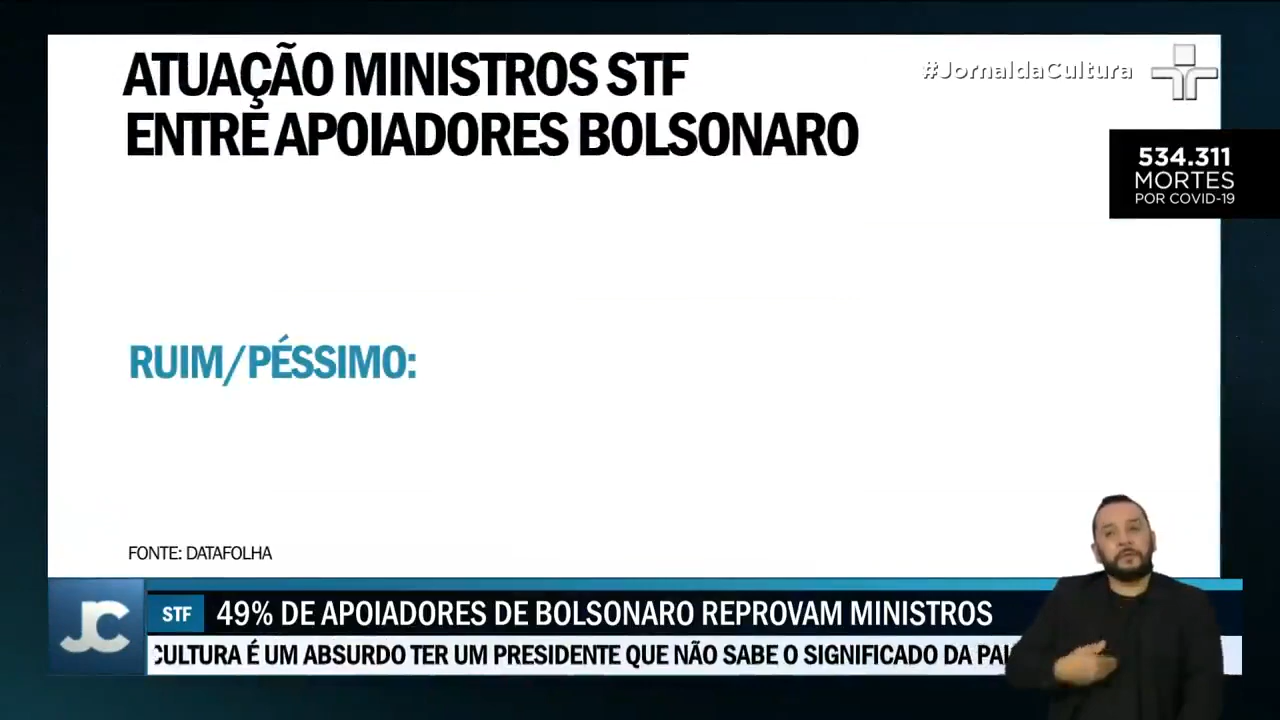 ATUAÇÃO MINISTROS STF
ENTRE APOIADORES BOLSONARO
#JornaldaCultura
534.311
MORTES
POR COVID-19
RUIM/PÉSSIMO:
FONTE: DATAFOLHA
JC
STF 49% DE APOIADORES DE BOLSONARO REPROVAM MINISTROS
CULTURA É UM ABSURDO TER UM PRESIDENTE QUE NÃO SABE O SIGNIFICADO DA